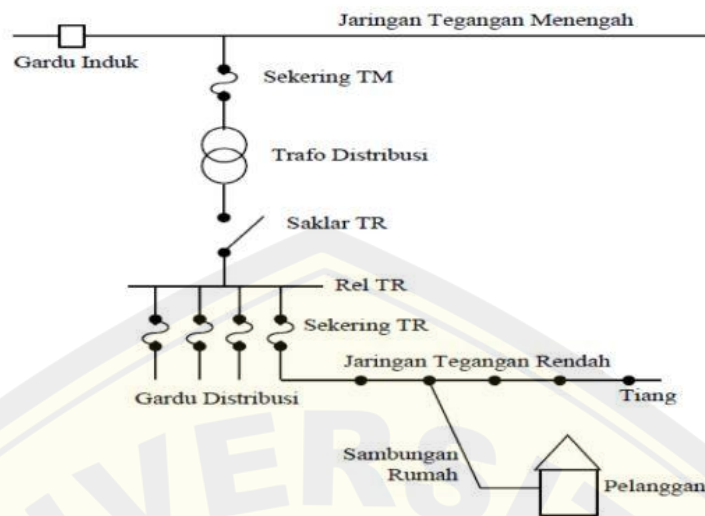 Jaringan Tegangan Menengah
Gardu Induk
Sekering TM
Trafo Distribusi
Saklar TR
Rel TR
Sekering TR
Jaringan Tegangan Rendah
Gardu Distribusi
Tiang
Sambungan
Rumah
Pelanggan